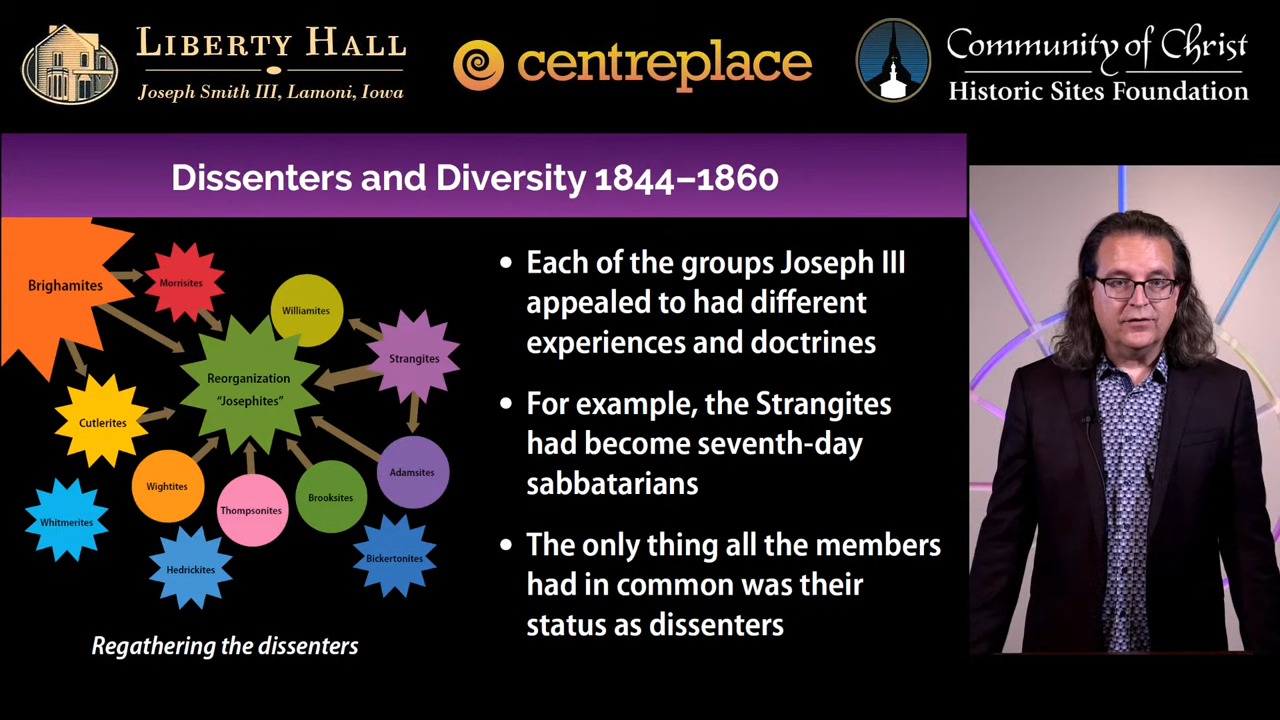 LIBERTY HALL
Joseph Smith III, Lamoni, Iowa
centreplace
Community of Christ
Historic Sites Foundation
Dissenters and Diversity 1844–1860
Brighamites
Morrisites
Williamites
Strangites
Reorganization
“Josephites”
Cutlerites
Wightites
Thompsonites
Brooksites
Adamsites
Whitmerites
Hedrickites
Bickertonites
Regathering the dissenters
• Each of the groups Joseph III
appealed to had different
experiences and doctrines
• For example, the Strangites
had become seventh-day
sabbatarians
• The only thing all the members
had in common was their
status as dissenters